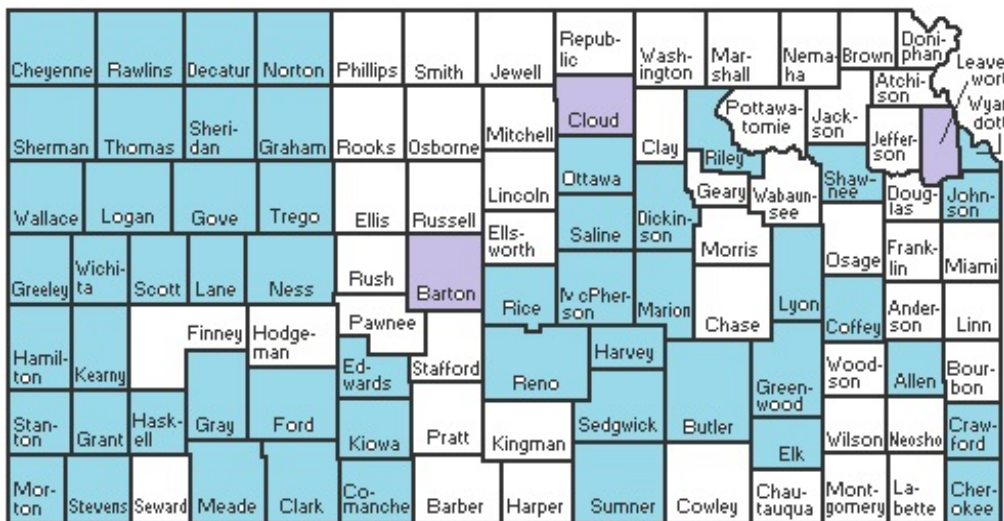 Cheyenne
Rawlins
Decatur
Norton
Phillips
Smith
Jewell
Repub-
lic
Wash-
ington
Mar-
shall
Nema-
ha
Brown
Doni-
phan
Atchi-
son
Leave
wort
Wyan
dott
Sherman
Thomas
Sheri-
dan
Graham
Rooks
Osborne
Mitchell
Cloud
Clay
Riley
Pottawa-
tomie
Jack-
son
Jeffer-
son
Wallace
Logan
Gove
Trego
Ellis
Russell
Lincoln
Ottawa
Saline
Dickin-
son
Geary
Wabaun-
see
Shaw-
nee
Doug-
las
John-
son
Ells-
worth
Morris
Osage
Frank-
lin
Miami
Greeley
Wichi-
ta
Scott
Lane
Ness
Rush
Barton
Rice
McPher-
son
Marion
Chase
Lyon
Coffey
Ander-
son
Linn
Hamil-
ton
Kearny
Finney
Hodge-
man
Pawnee
Stafford
Ed-
wards
Reno
Harvey
Butler
Green-
wood
Wood-
son
Allen
Bour-
bon
Stan-
ton
Grant
Hask-
ell
Gray
Ford
Kiowa
Pratt
Kingman
Sedgwick
Elk
Wilson
Neosho
Craw-
ford
Mor-
ton
Stevens
Seward
Meade
Clark
Co-
manche
Barber
Harper
Sumner
Cowley
Chau-
tauqua
Mont-
gomery
La-
bette
Cher-
okee